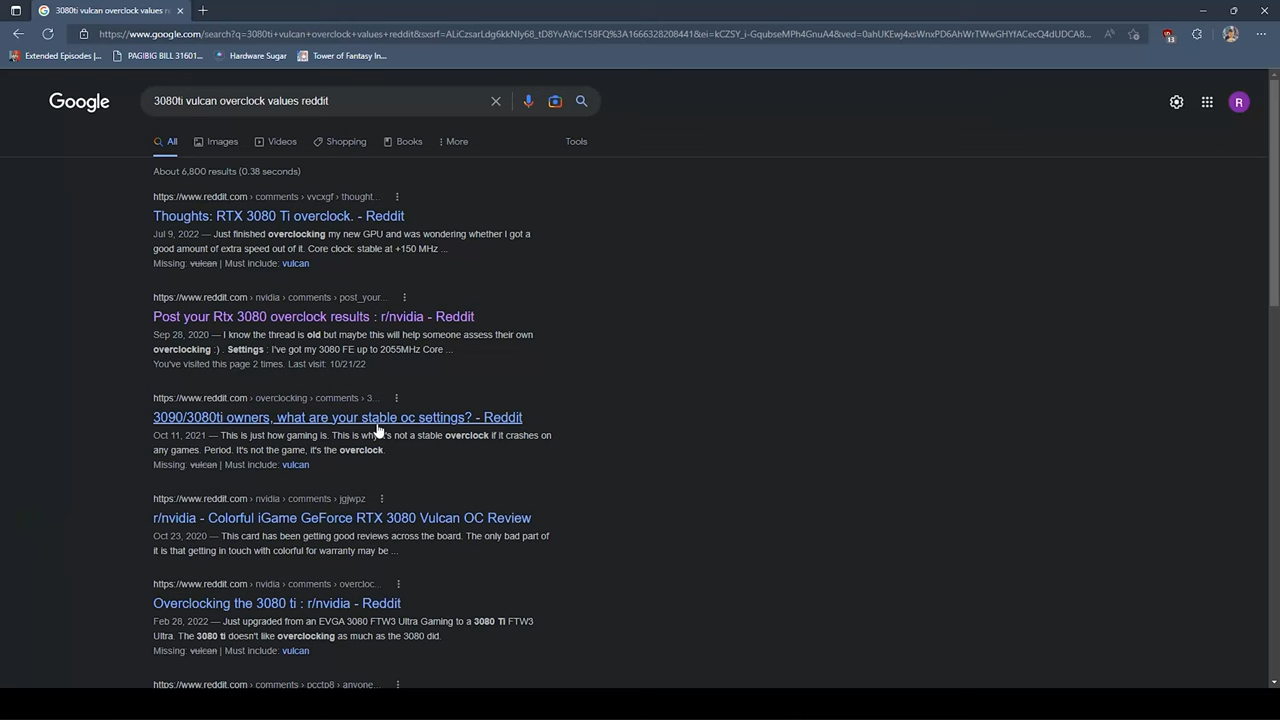 3080ti vulcan overclock values r
https://www.google.com/search?q=3080ti+vulcan+overclock+values+reddit&sxsrf=
Extended Episodes |...
PAGIBIG BILL 31601...
Hardware Sugar
Tower of Fantasy In...
13
Google
3080ti vulcan overclock values reddit
R
All
Images
Videos
Shopping
Books
More
Tools
About 6,800 results (0.38 seconds)
https://www.reddit.com › comments › vvcxgf › thought...
Thoughts: RTX 3080 Ti overclock. - Reddit
Jul 9, 2022 — Just finished overclocking my new GPU and was wondering whether I got a
good amount of extra speed out of it. Core clock: stable at +150 MHz ...
Missing: vulcan | Must include: vulcan
https://www.reddit.com › nvidia › comments › post_your...
Post your Rtx 3080 overclock results : r/nvidia - Reddit
Sep 28, 2020 — I know the thread is old but maybe this will help someone assess their own
overclocking :) . Settings : I've got my 3080 FE up to 2055MHz Core ...
You've visited this page 2 times. Last visit: 10/21/22
https://www.reddit.com › overclocking › comments › 3...
3090/3080ti owners, what are your stable oc settings? - Reddit
Oct 11, 2021 — This is just how gaming is. This is why it's not a stable overclock if it crashes on
any games. Period. It's not the game, it's the overclock.
Missing: vulcan | Must include: vulcan
https://www.reddit.com › nvidia › comments › jgjwpz
r/nvidia - Colorful iGame GeForce RTX 3080 Vulcan OC Review
Oct 23, 2020 — This card has been getting good reviews across the board. The only bad part of
it is that getting in touch with colorful for warranty may be ...
https://www.reddit.com › nvidia › comments › overcloc...
Overclocking the 3080 ti : r/nvidia - Reddit
Feb 28, 2022 — Just upgraded from an EVGA 3080 FTW3 Ultra Gaming to a 3080 Ti FTW3
Ultra. The 3080 ti doesn't like overclocking as much as the 3080 did.
Missing: vulcan | Must include: vulcan
https://www.reddit.com › comments › pcctp8 › anyone...